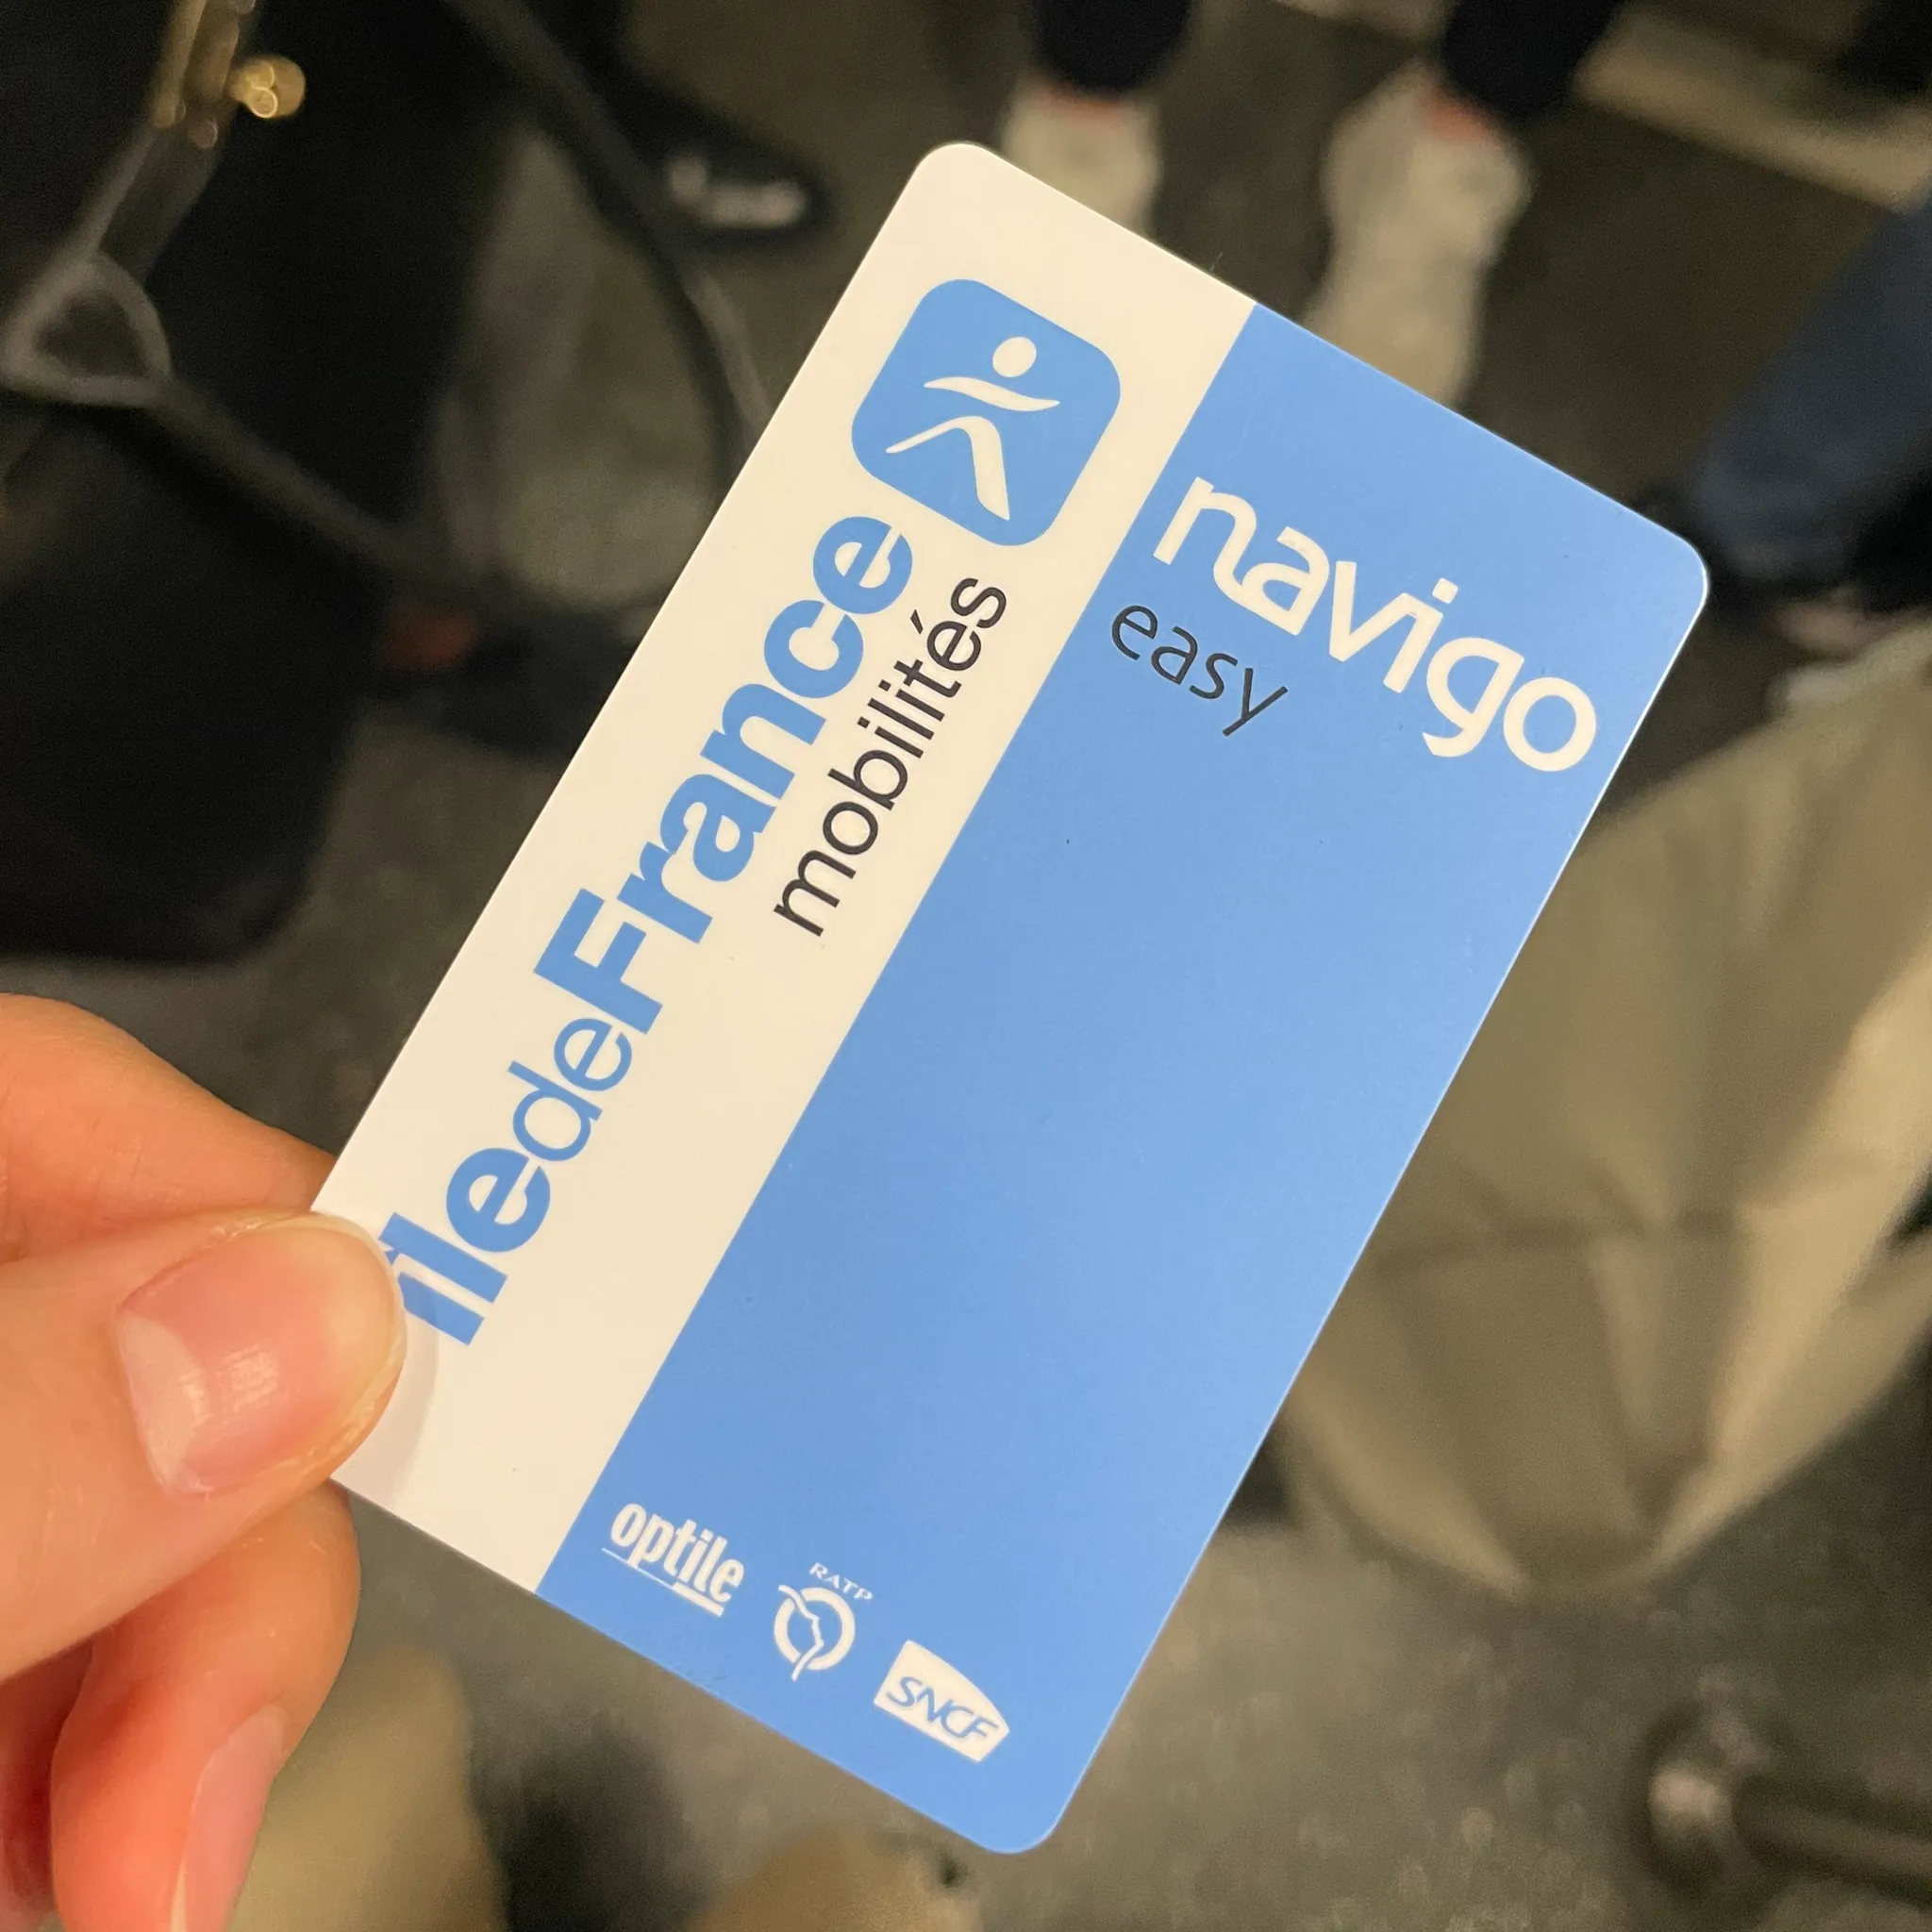 îledeFrance
mobilités
navigo
easy
optile
RATP
SNCF